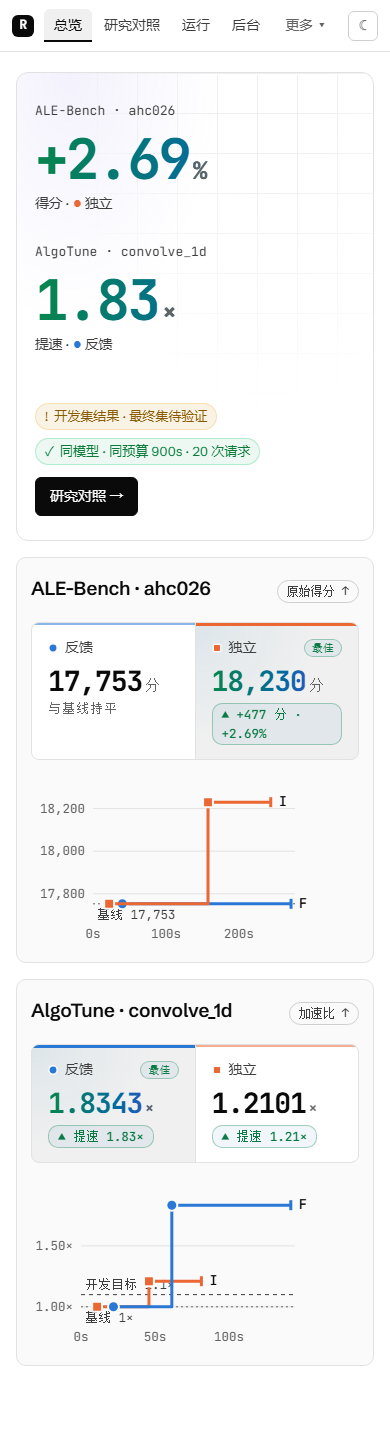 R 总览 研究对照 运行 后台 更多 ▾ ☾
ALE-Bench · ahc026
+2.69%
得分 · 独立
AlgoTune · convolve_1d
1.83×
提速 · 反馈
! 开发集结果 · 最终集待验证
✓ 同模型 · 同预算 900s · 20 次请求
研究对照 →
ALE-Bench · ahc026 原始得分 ↑
反馈
17,753 分
与基线持平
独立 最佳
18,230 分
▲ +477 分 ·
+2.69%
18,200
18,000
17,800
I
F
基线 17,753
0s 100s 200s
AlgoTune · convolve_1d 加速比 ↑
反馈 最佳
1.8343×
▲ 提速 1.83×
独立
1.2101×
▲ 提速 1.21×
F
1.50×
I
开发目标 1.1×
1.00×
基线 1×
0s 50s 100s